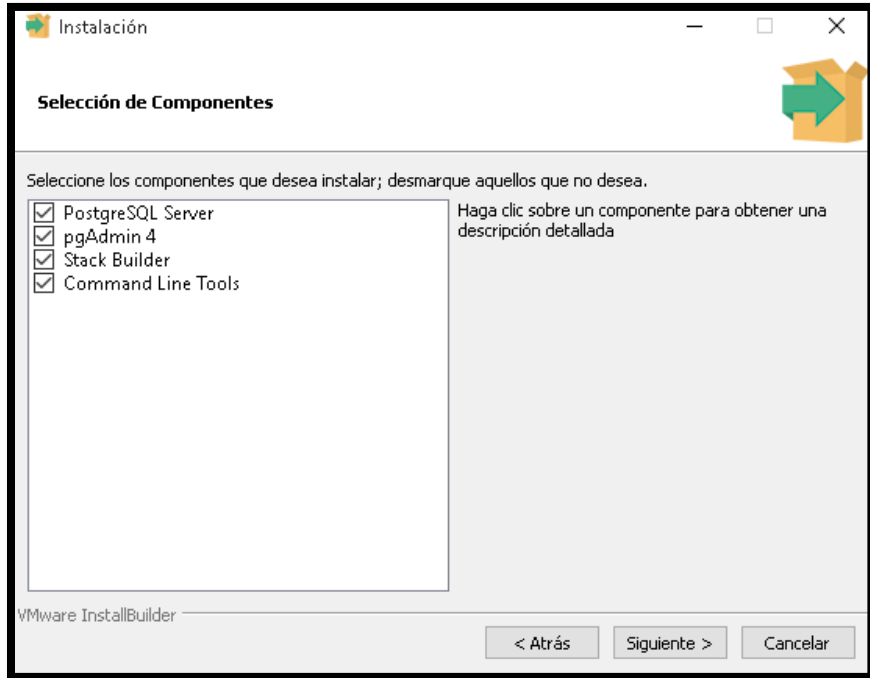 Instalación
Selección de Componentes
Seleccione los componentes que desea instalar; desmarque aquellos que no desea.
PostgreSQL Server
pgAdmin 4
Stack Builder
Command Line Tools
Haga clic sobre un componente para obtener una
descripción detallada
VMware InstallBuilder
< Atrás
Siguiente >
Cancelar